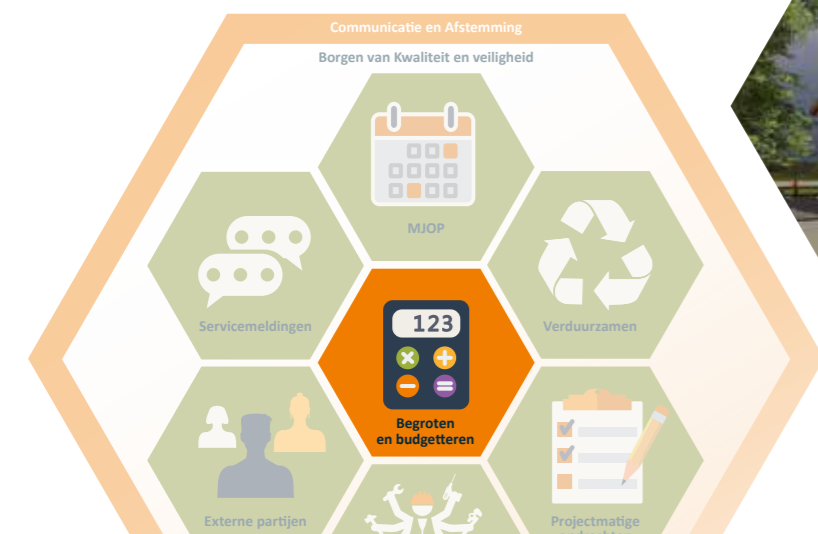 Communicatie en Afstemming
Borgen van Kwaliteit en veiligheid
MJOP
Servicemeldingen
Verduurzamen
123
Begroten
en budgetteren
Externe partijen
Projectmatige